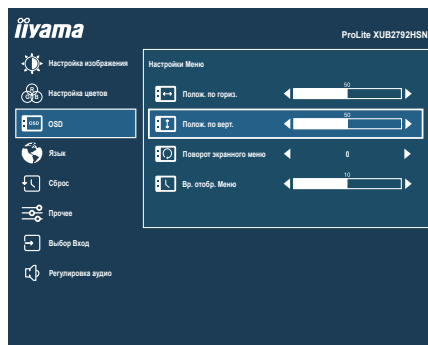 iiyama
ProLite XUB2792HSN
Настройка изображения
Настройки Меню
Настройка цветов
R
G B
Полож. по гориз.
50
OSD
OSD
Полож. по верт.
50
Язык
Поворот экранного меню
0
Сброс
Вр. отобр. Меню
10
Прочее
Выбор Вход
Регулировка аудио